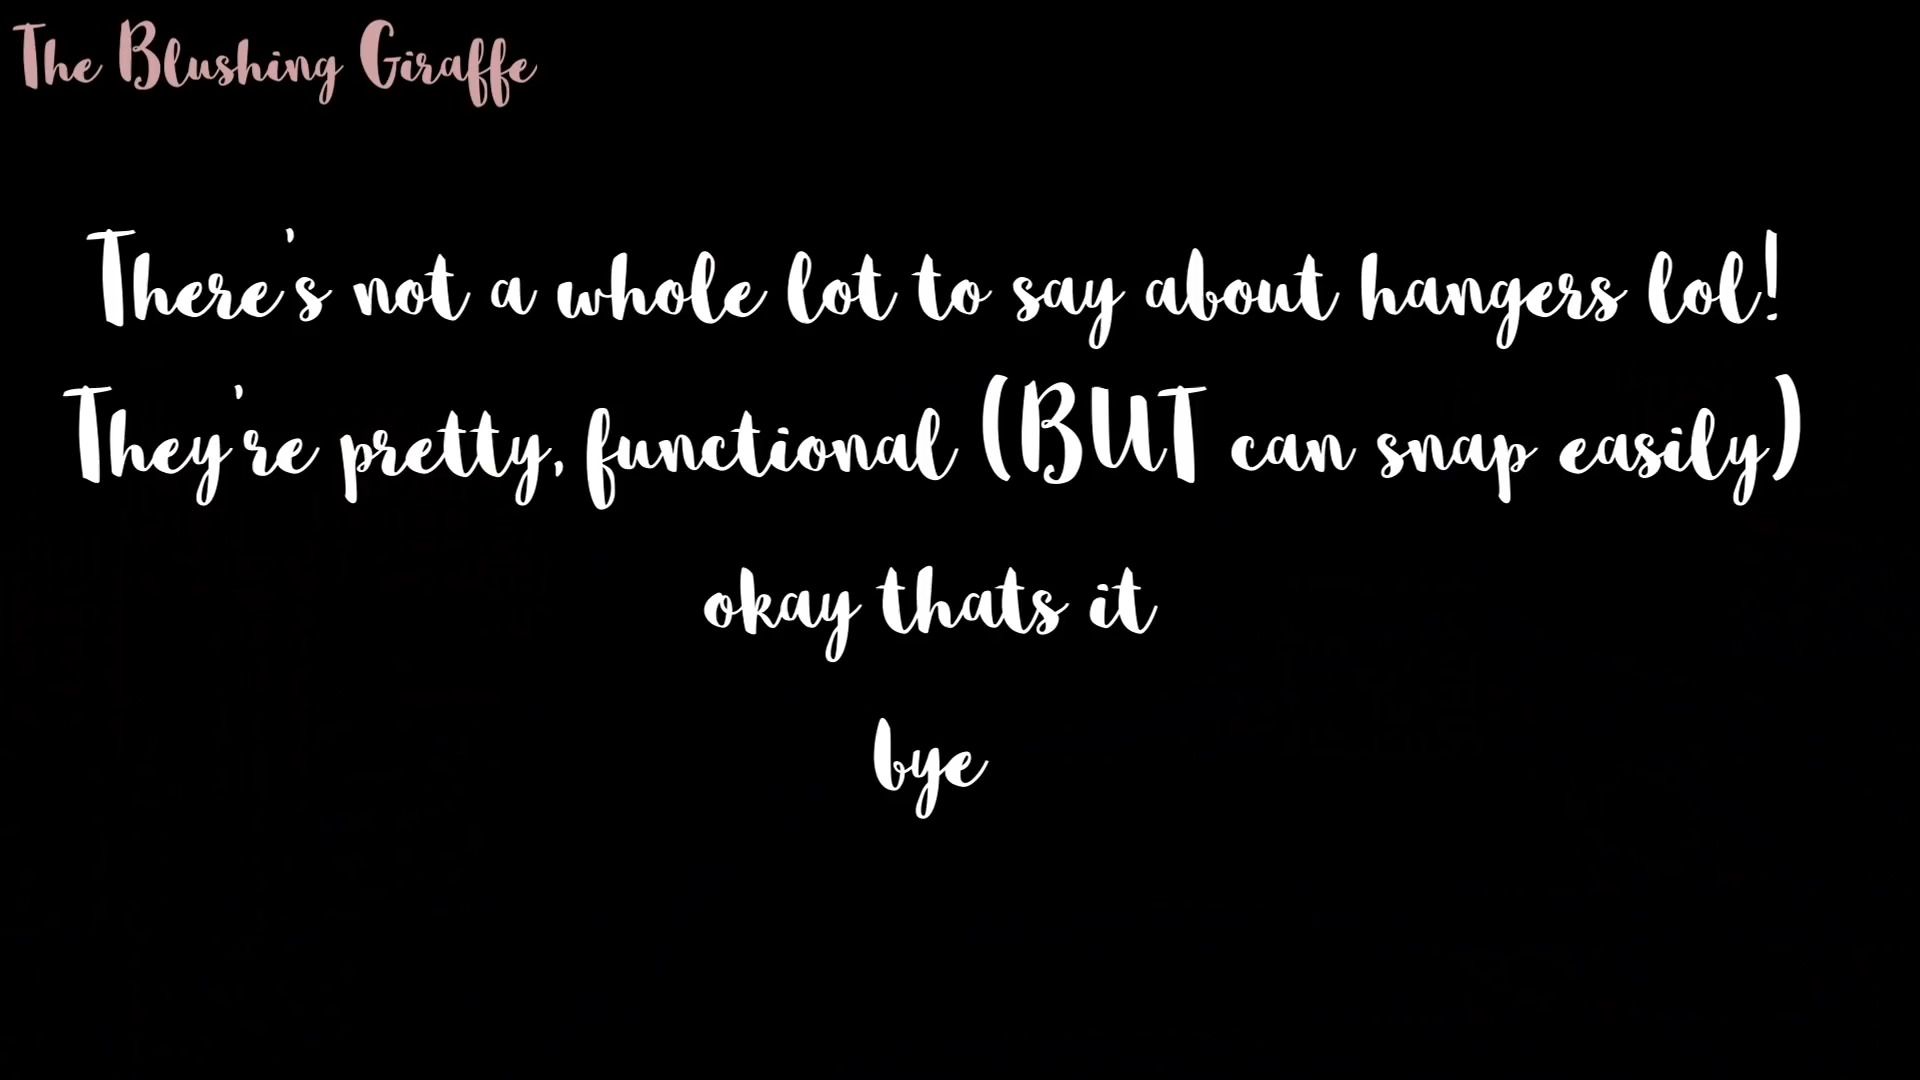 The Blushing Giraffe
There's not a whole lot to say about hangers lol!
They're pretty, functional (BUT can snap easily)
okay thats it
bye